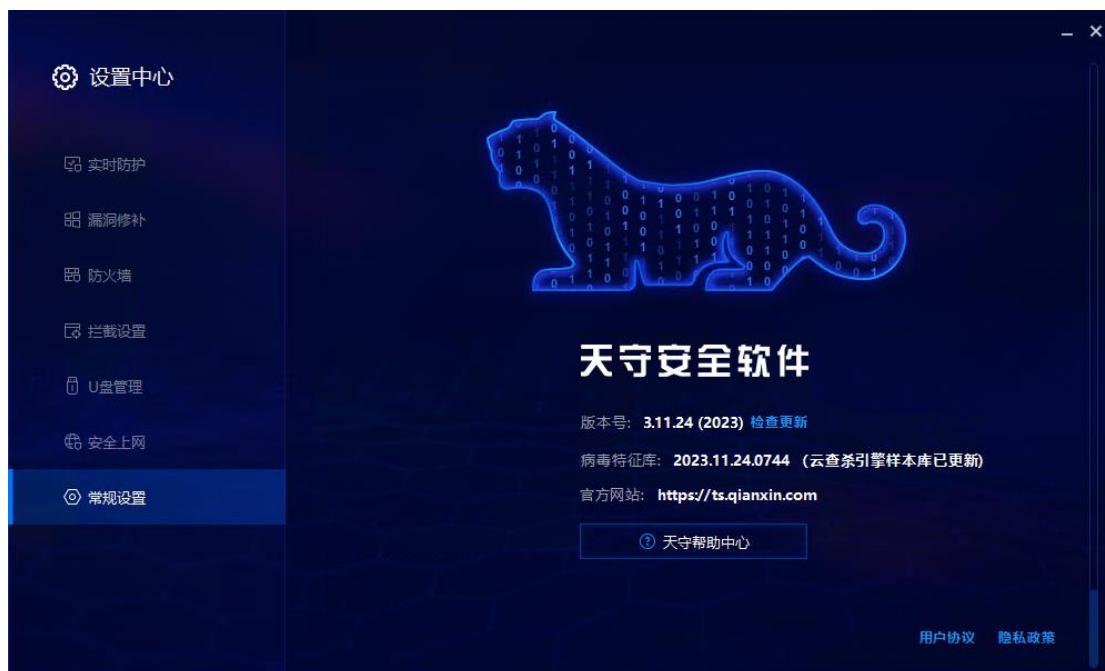 设置中心
实时防护
漏洞修补
防火墙
拦截设置
U盘管理
安全上网
常规设置
天守安全软件
版本号: 3.11.24 (2023) 检查更新
病毒特征库: 2023.11.24.0744 (云查杀引擎样本库已更新)
官方网站: https://ts.qianxin.com
天守帮助中心
用户协议 隐私政策